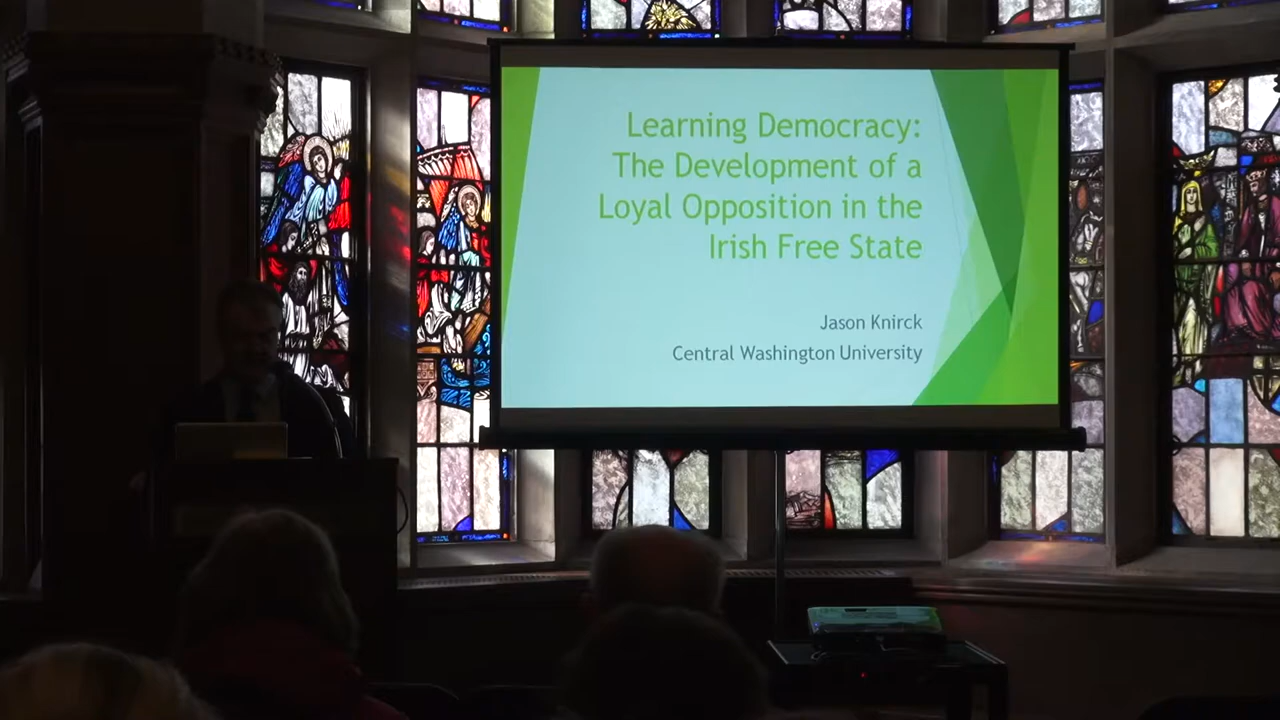 Learning Democracy:
The Development of a
Loyal Opposition in the
Irish Free State
Jason Knirck
Central Washington University